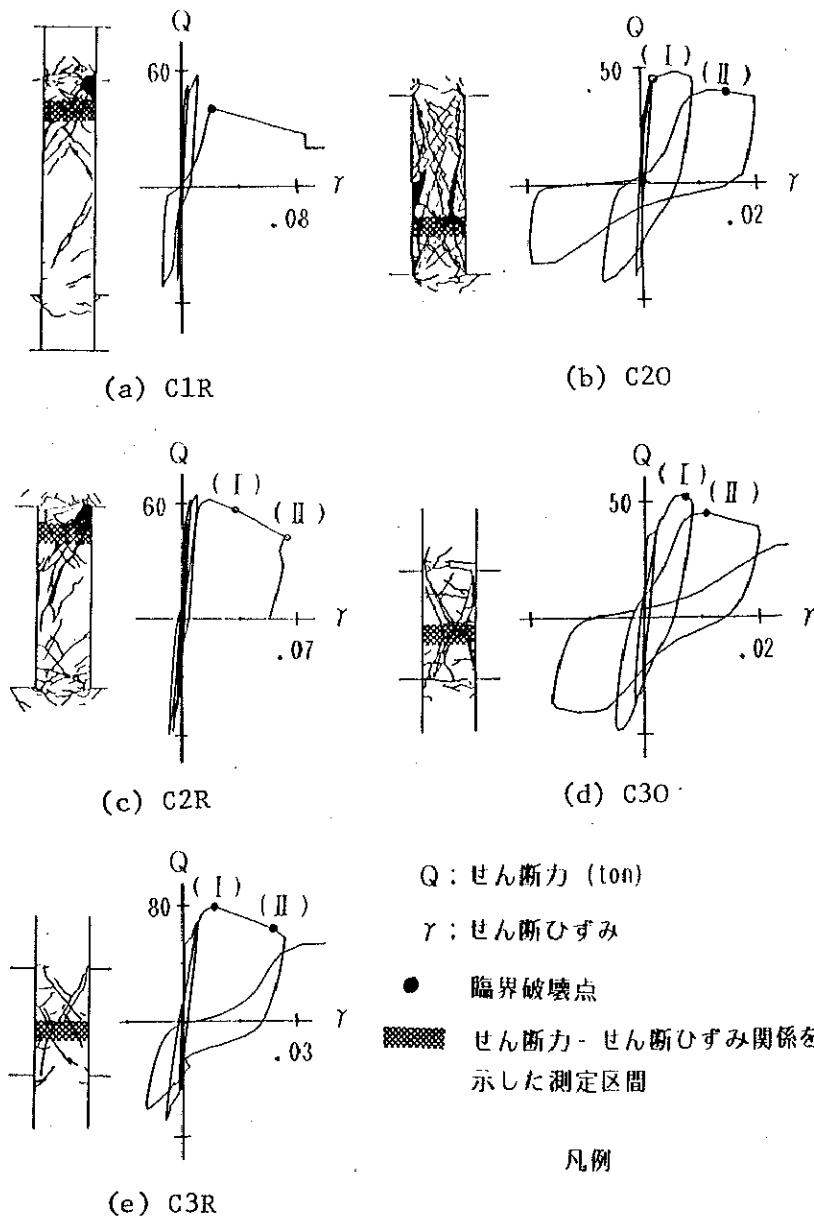 Q
60
γ
.08
(a) C1R
Q
(I)
(II)
50
γ
.02
(b) C2O
Q
(I)
60
(II)
γ
.07
(c) C2R
Q
(I)
(II)
50
γ
.02
(d) C3O
Q
(I)
80
(II)
γ
.03
(e) C3R
Q : せん断力 (ton)
γ ; せん断ひずみ
臨界破壊点
せん断力 - せん断ひずみ関係を
示した測定区間
凡例